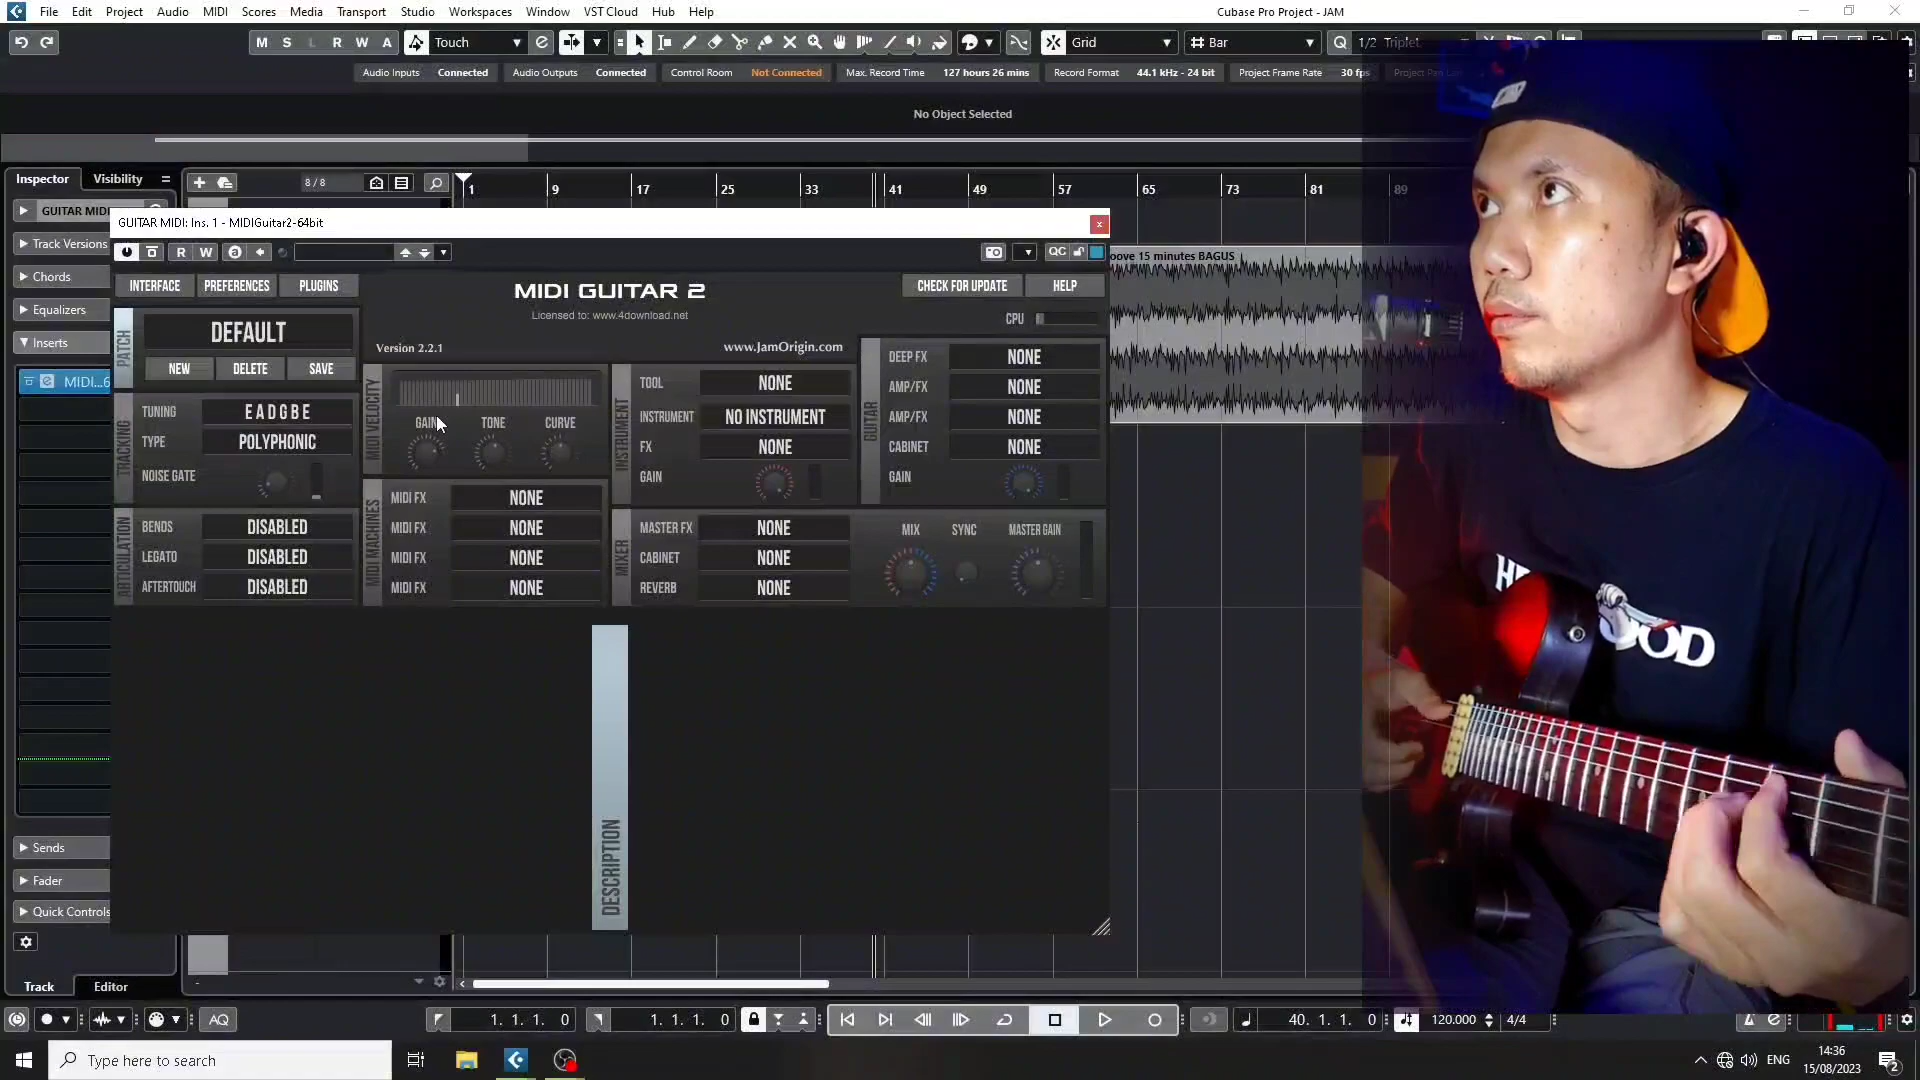 File Edit Project Audio MIDI Scores Media Transport Studio Workspaces Window VST Cloud Hub Help
Cubase Pro Project - JAM
M S L R W A
Touch
Grid
Bar
Q 1/2 Triplet
Audio Inputs Connected
Audio Outputs Connected
Control Room Not Connected
Max. Record Time 127 hours 26 mins
Record Format 44.1 kHz - 24 bit
Project Frame Rate 30 fps
No Object Selected
Inspector Visibility
8/8
1 9 17 25 33 41 49 57 65 73 81 89
GUITAR MIDI
GUITAR MIDI: Ins. 1 - MIDIGuitar2-64bit
x
Track Versions
R W
a
QC
oove 15 minutes BAGUS
Chords
INTERFACE PREFERENCES PLUGINS
MIDI GUITAR 2
CHECK FOR UPDATE HELP
Equalizers
Licensed to: www.4download.net
CPU
PATCH
DEFAULT
Inserts
Version 2.2.1
www.JamOrigin.com
NEW DELETE SAVE
MIDI...6
TRACKING
TUNING E A D G B E
TYPE POLYPHONIC
NOISE GATE
MIDI VELOCITY
GAIN TONE CURVE
INSTRUMENT
TOOL NONE
INSTRUMENT NO INSTRUMENT
FX NONE
GAIN
GUITAR
DEEP FX NONE
AMP/FX NONE
AMP/FX NONE
CABINET NONE
GAIN
ARTICULATION
BENDS DISABLED
LEGATO DISABLED
AFTERTOUCH DISABLED
MIDI MACHINES
MIDI FX NONE
MIDI FX NONE
MIDI FX NONE
MIDI FX NONE
MIXER
MASTER FX NONE
CABINET NONE
REVERB NONE
MIX SYNC MASTER GAIN
DESCRIPTION
Sends
Fader
Quick Controls
Track Editor
AQ
1. 1. 1. 0
1. 1. 1. 0
40. 1. 1. 0
120.000
4/4
Type here to search
ENG
14:36
15/08/2023
2